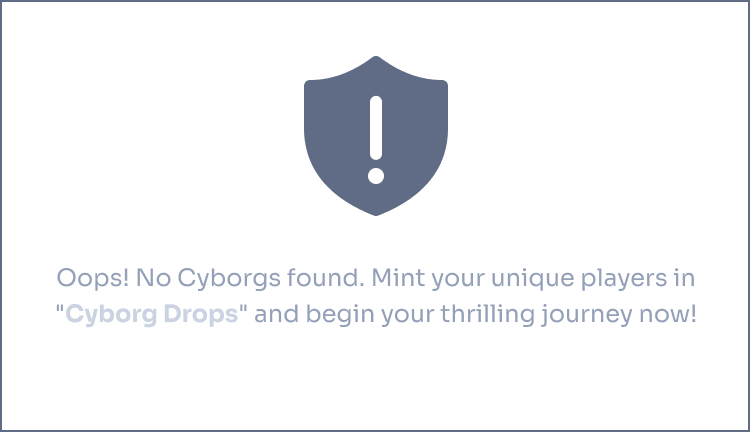 Oops! No Cyborgs found. Mint your unique players in
"Cyborg Drops" and begin your thrilling journey now!